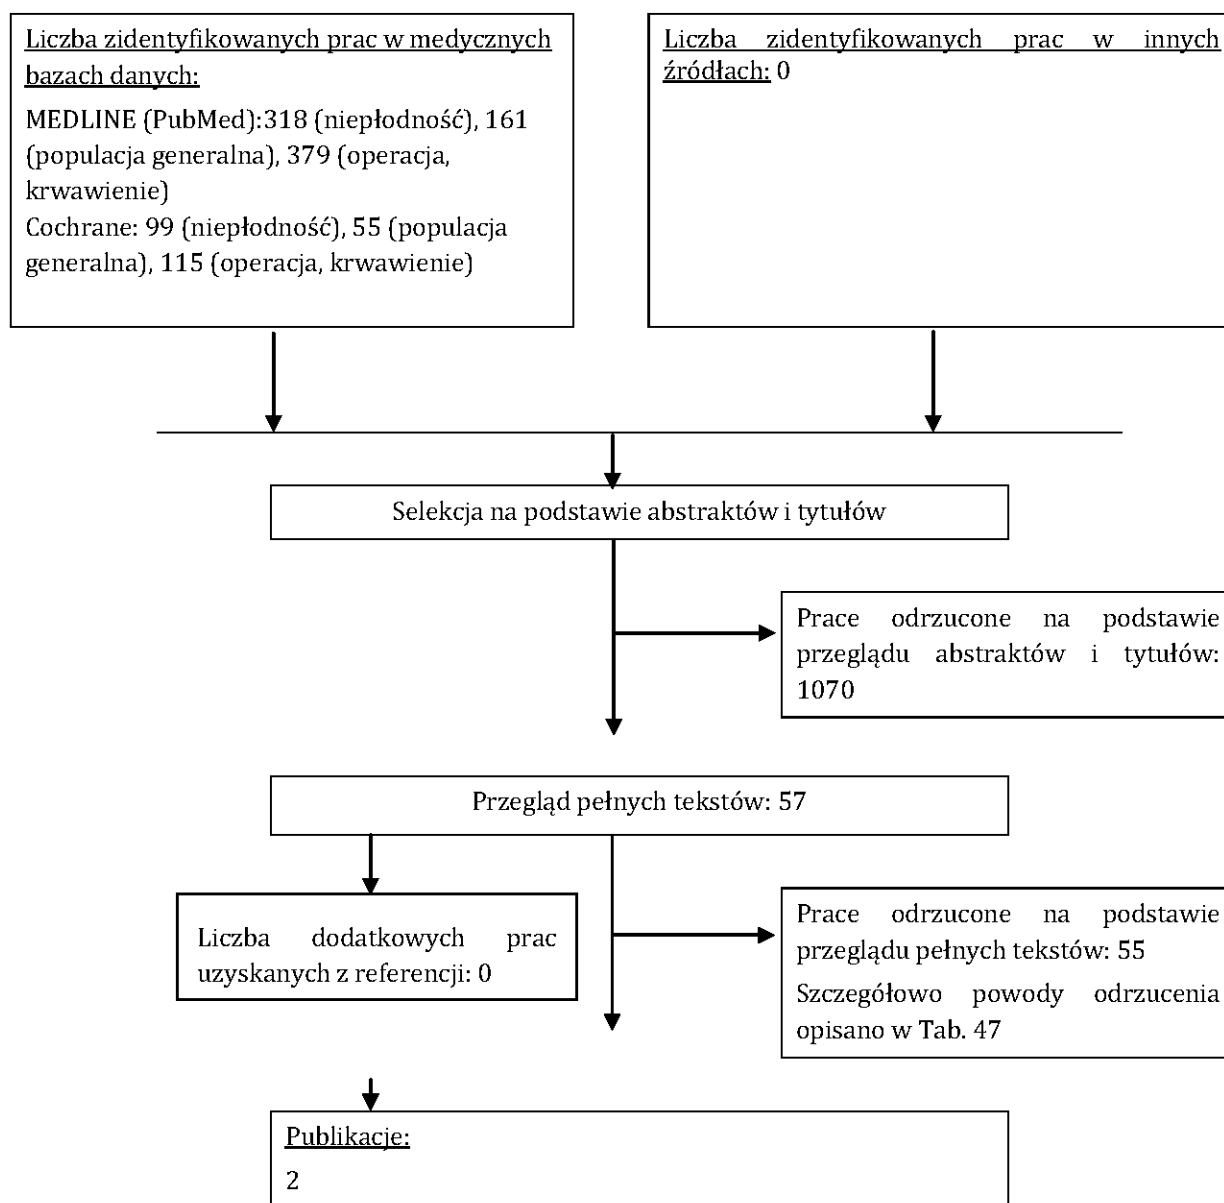 Liczba zidentyfikowanych prac w medycznych
bazach danych:
MEDLINE (PubMed):318 (niepłodność), 161
(populacja generalna), 379 (operacja,
krwawienie)
Cochrane: 99 (niepłodność), 55 (populacja
generalna), 115 (operacja, krwawienie)
Liczba zidentyfikowanych prac w innych
źródłach: 0
Selekcja na podstawie abstraktów i tytułów
Prace odrzucone na podstawie
przeglądu abstraktów i tytułów:
1070
Przegląd pełnych tekstów: 57
Liczba dodatkowych prac
uzyskanych z referencji: 0
Prace odrzucone na podstawie
przeglądu pełnych tekstów: 55
Szczegółowo powody odrzucenia
opisano w Tab. 47
Publikacje:
2